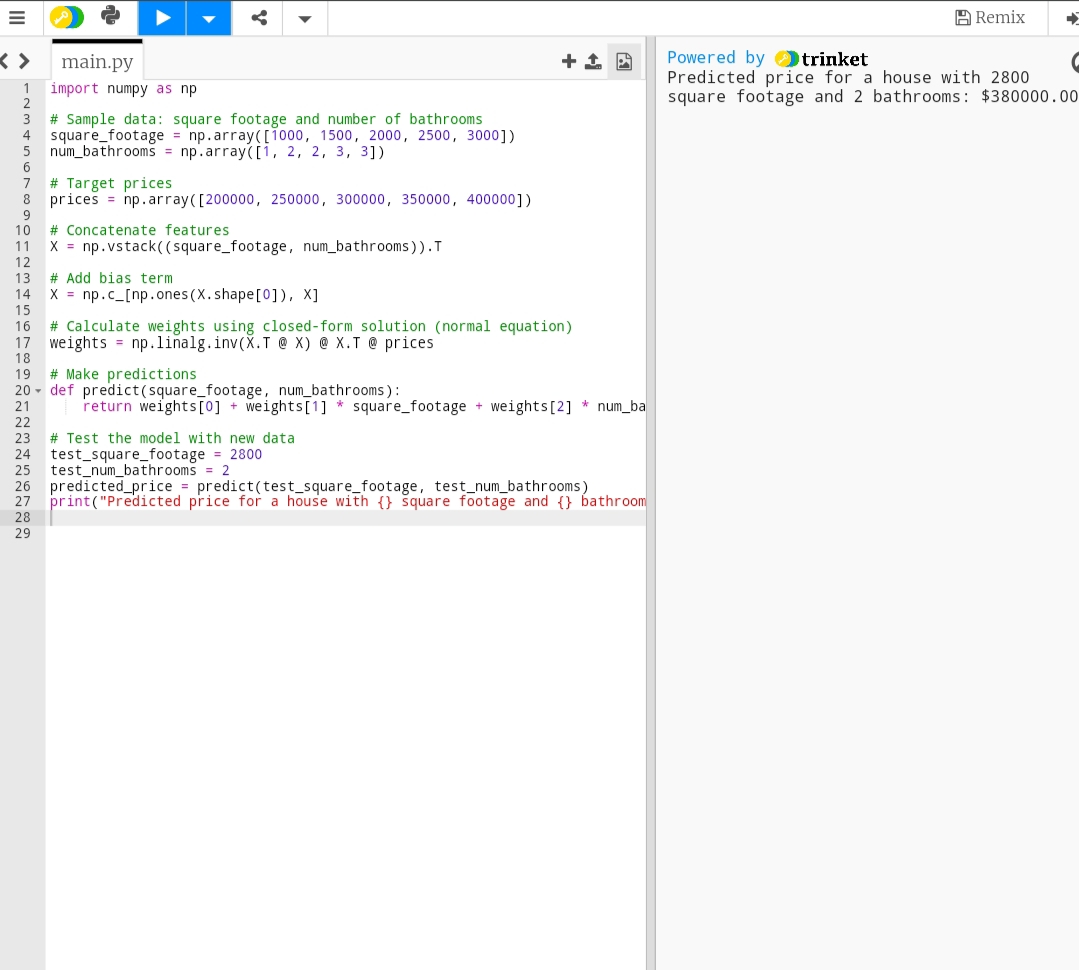 Remix
main.py
1 import numpy as np
2
3 # Sample data: square footage and number of bathrooms
4 square_footage = np.array([1000, 1500, 2000, 2500, 3000])
5 num_bathrooms = np.array([1, 2, 2, 3, 3])
6
7 # Target prices
8 prices = np.array([200000, 250000, 300000, 350000, 400000])
9
10 # Concatenate features
11 X = np.vstack((square_footage, num_bathrooms)).T
12
13 # Add bias term
14 X = np.c_[np.ones(X.shape[0]), X]
15
16 # Calculate weights using closed-form solution (normal equation)
17 weights = np.linalg.inv(X.T @ X) @ X.T @ prices
18
19 # Make predictions
20 def predict(square_footage, num_bathrooms):
21 return weights[0] + weights[1] * square_footage + weights[2] * num_ba
22
23 # Test the model with new data
24 test_square_footage = 2800
25 test_num_bathrooms = 2
26 predicted_price = predict(test_square_footage, test_num_bathrooms)
27 print("Predicted price for a house with {} square footage and {} bathroom
28
29
Powered by trinket
Predicted price for a house with 2800
square footage and 2 bathrooms: $380000.00